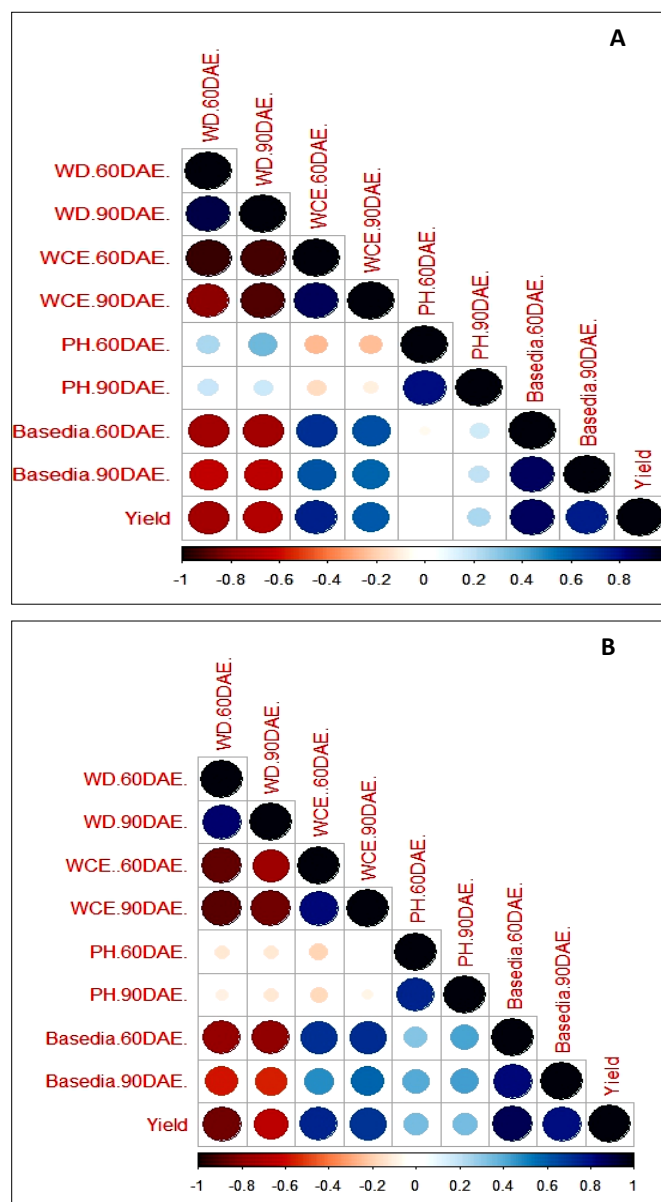 A
WD.60DAE.
WD.90DAE.
WCE.60DAE.
WCE.90DAE.
PH.60DAE.
PH.90DAE.
Basedia.60DAE.
Basedia.90DAE.
Yield
WD.60DAE.
WD.90DAE.
WCE.60DAE.
WCE.90DAE.
PH.60DAE.
PH.90DAE.
Basedia.60DAE.
Basedia.90DAE.
Yield
-1 -0.8 -0.6 -0.4 -0.2 0 0.2 0.4 0.6 0.8
B
WD.60DAE.
WD.90DAE.
WCE..60DAE.
WCE.90DAE.
PH.60DAE.
PH.90DAE.
Basedia.60DAE.
Basedia.90DAE.
Yield
WD.60DAE.
WD.90DAE.
WCE..60DAE.
WCE.90DAE.
PH.60DAE.
PH.90DAE.
Basedia.60DAE.
Basedia.90DAE.
Yield
-1 -0.8 -0.6 -0.4 -0.2 0 0.2 0.4 0.6 0.8 1